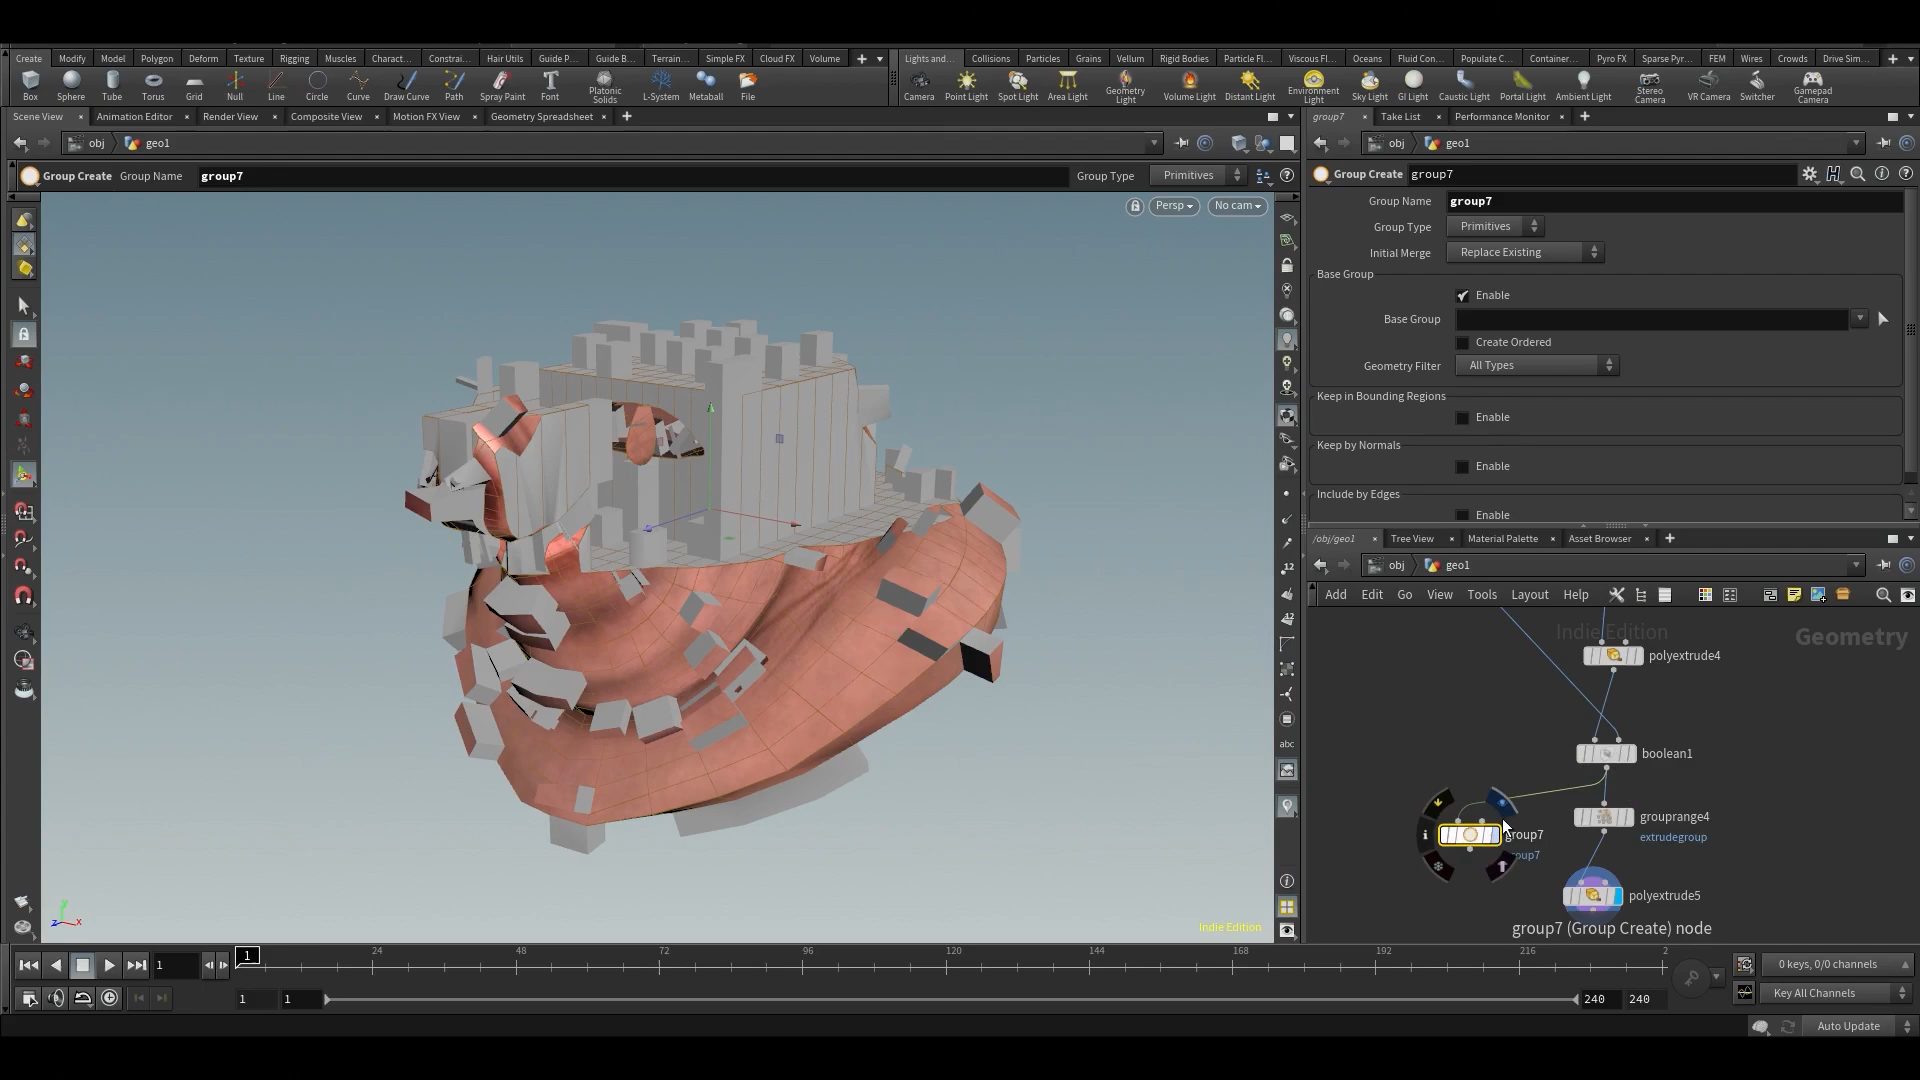 Create Modify Model Polygon Deform Texture Rigging Muscles Charact... Constrai... Hair Utils Guide P... Guide B... Terrain... Simple FX Cloud FX Volume
Lights and... Collisions Particles Grains Vellum Rigid Bodies Particle Fl... Viscous Fl... Oceans Fluid Con... Populate C... Container... Pyro FX Sparse Pyr... FEM Wires Crowds Drive Sim...
Box Sphere Tube Torus Grid Null Line Circle Curve Draw Curve Path Spray Paint Font Platonic Solids L-System Metaball File
Camera Point Light Spot Light Area Light Geometry Light Volume Light Distant Light Environment Light Sky Light GI Light Caustic Light Portal Light Ambient Light Stereo Camera VR Camera Switcher Gamepad Camera
Scene View Animation Editor Render View Composite View Motion FX View Geometry Spreadsheet
group7 Take List Performance Monitor
obj geo1
obj geo1
Group Create Group Name group7 Group Type Primitives
Group Create group7
Persp No cam
Group Name group7
Group Type Primitives
Initial Merge Replace Existing
Base Group
Enable
Base Group
Create Ordered
Geometry Filter All Types
Keep in Bounding Regions
Enable
Keep by Normals
Enable
Include by Edges
Enable
/obj/geo1 Tree View Material Palette Asset Browser
obj geo1
Add Edit Go View Tools Layout Help
Indie Edition
Geometry
polyextrude4
boolean1
grouprange4
extrudegroup
group7
polyextrude5
group7 (Group Create) node
12
12
abc
y
z x
Indie Edition
1 1 24 48 72 96 120 144 168 192 216 2
0 keys, 0/0 channels
1 1 240 240
Key All Channels
Auto Update